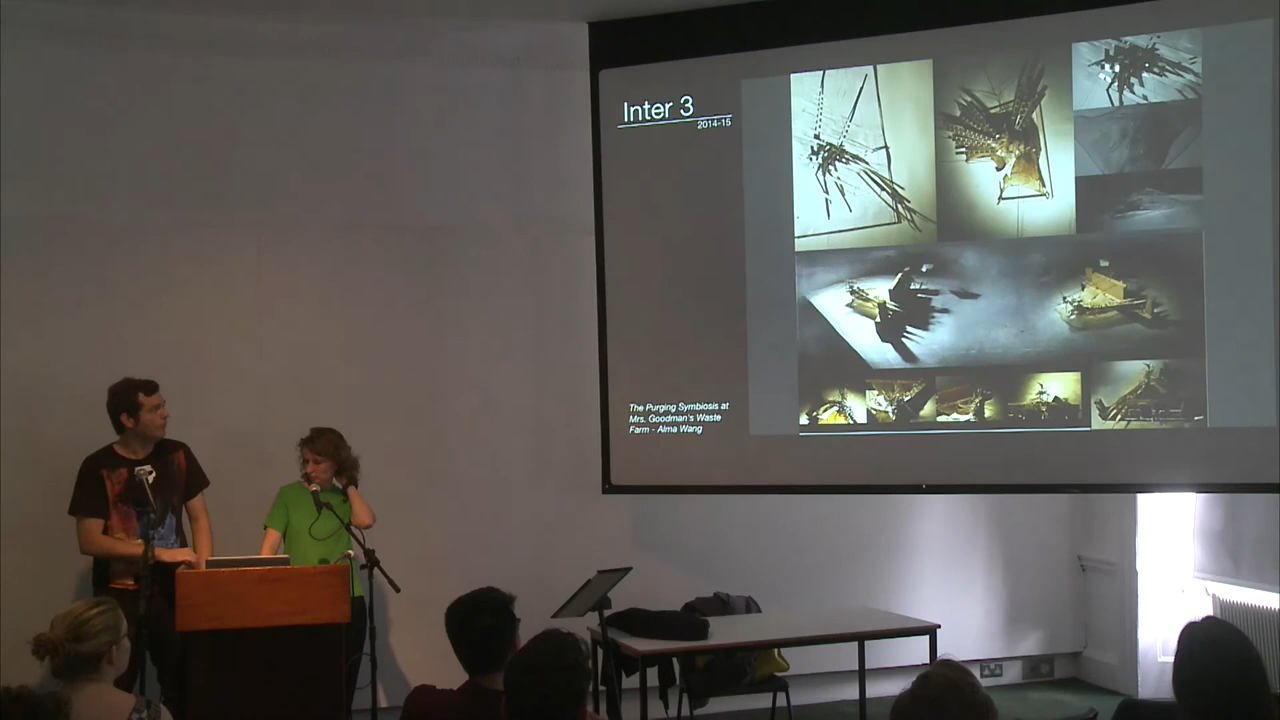 Inter 3
2014-15
The Purging Symbiosis at
Mrs. Goodman's Waste
Farm - Alma Wang